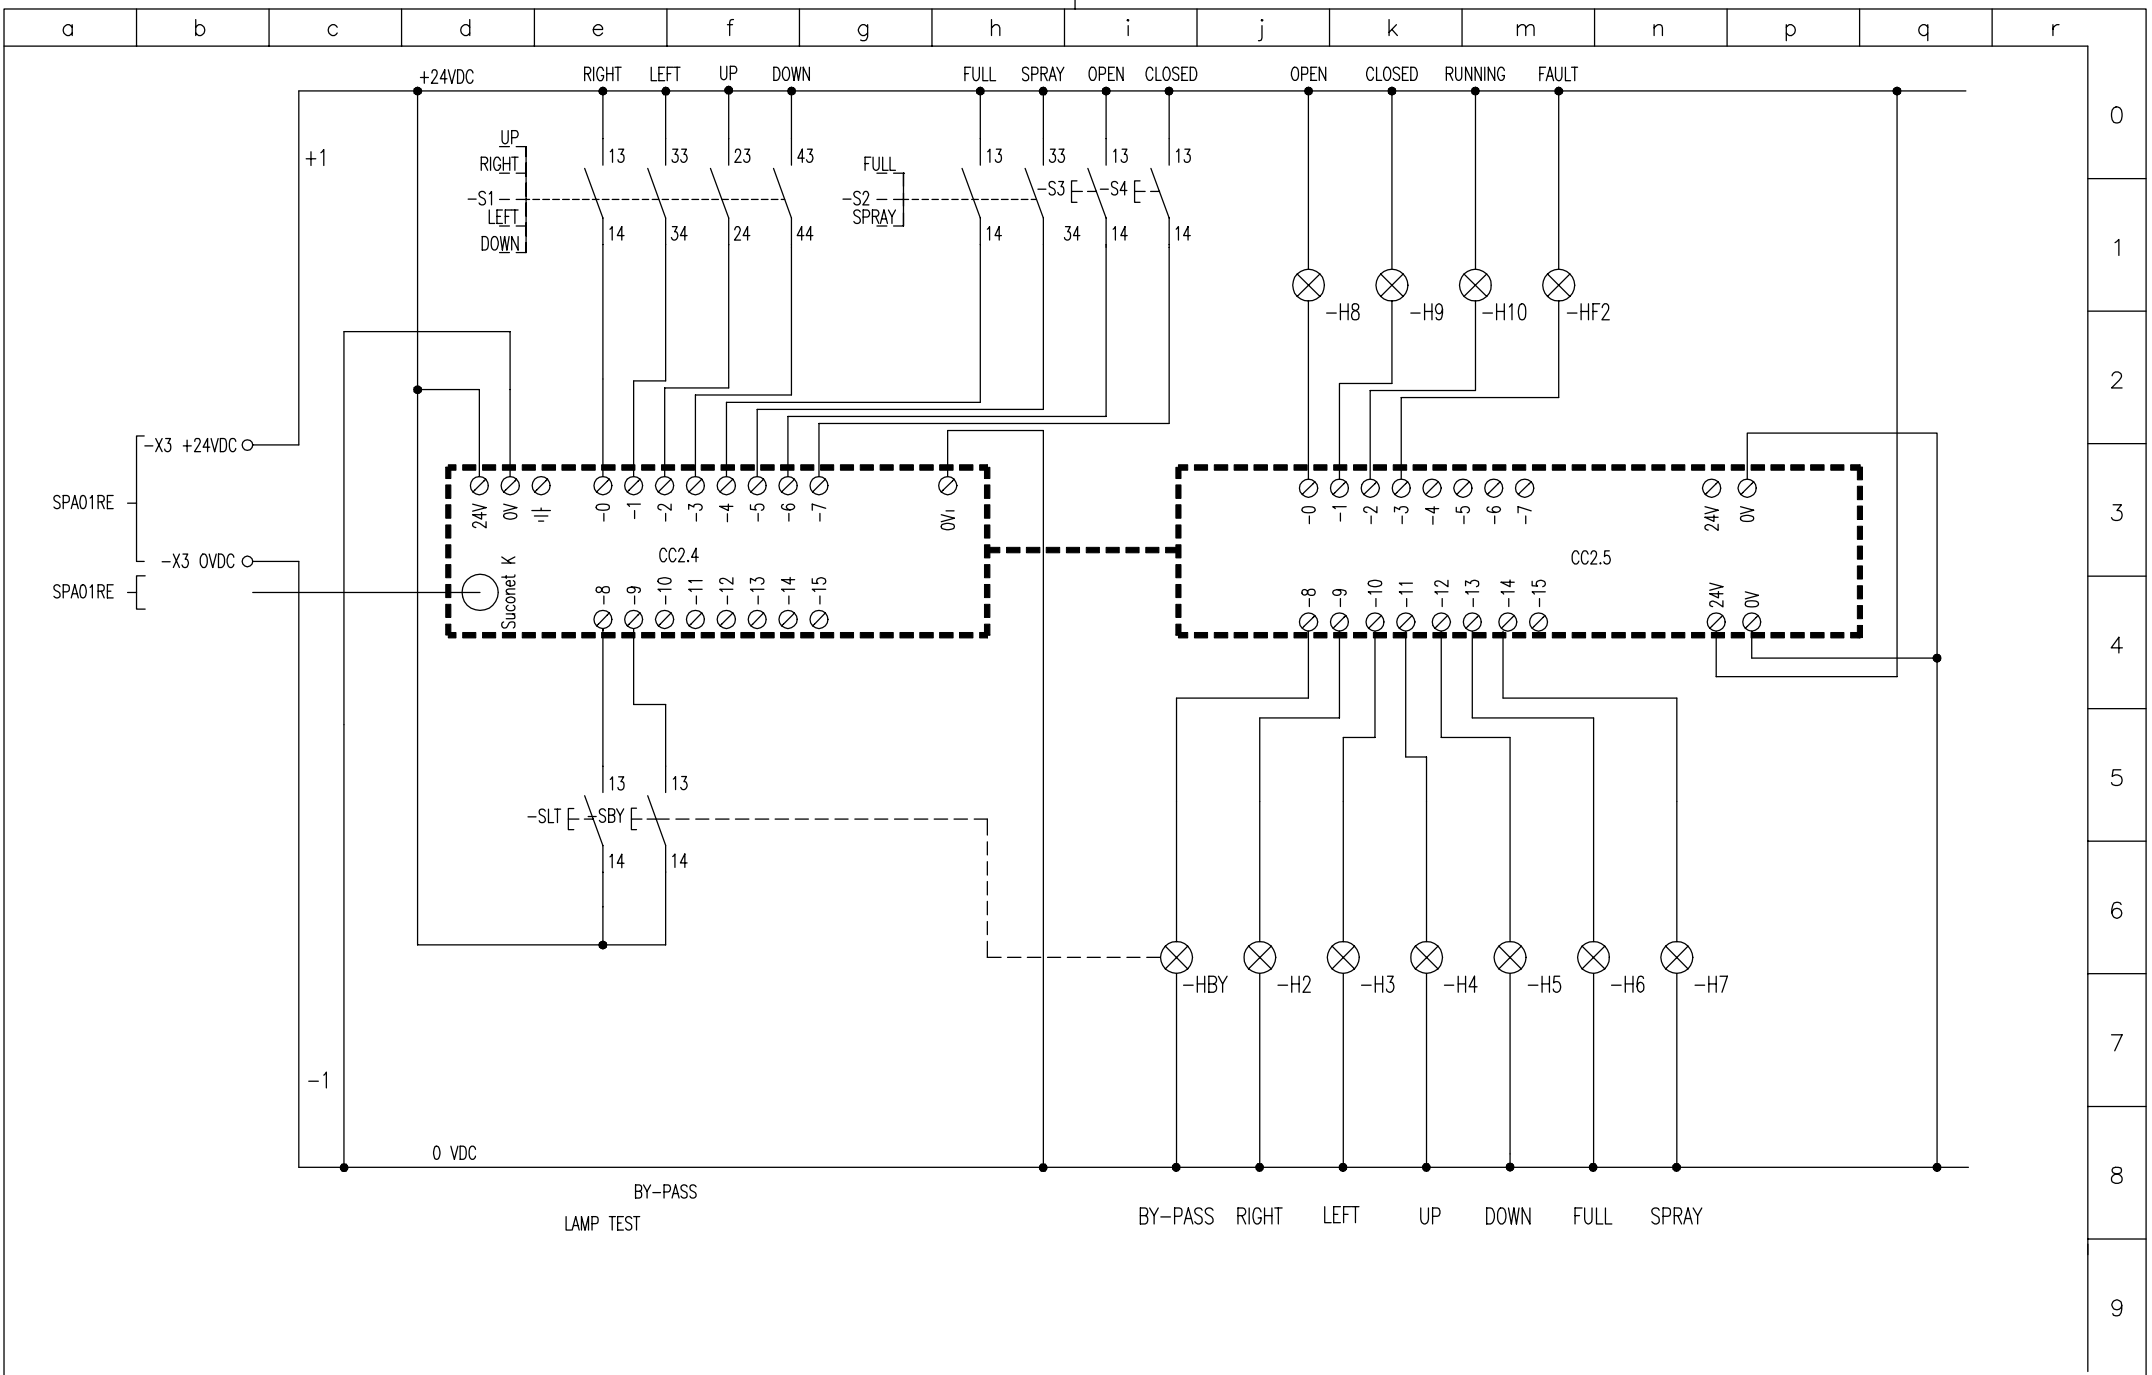 a b c d e f g h i j k m n p q r
+24VDC RIGHT LEFT UP DOWN FULL SPRAY OPEN CLOSED OPEN CLOSED RUNNING FAULT
0
UP
+1 RIGHT 13 33 23 43 FULL 13 33 13 13
-S1 -S2 -S3 -S4
LEFT SPRAY
DOWN 14 34 24 44 14 34 14 14
1
-H8 -H9 -H10 -HF2
2
-X3 +24VDC
SPA01RE
24V 0V -0 -1 -2 -3 -4 -5 -6 -7 0V -0 -1 -2 -3 -4 -5 -6 -7 24V 0V
3
CC2.4 CC2.5
-X3 0VDC
SPA01RE
Suconet K
-8 -9 -10 -11 -12 -13 -14 -15 -8 -9 -10 -11 -12 -13 -14 -15 24V 0V
4
13 13
5
-SLT -SBY
14 14
6
-HBY -H2 -H3 -H4 -H5 -H6 -H7
7
-1
0 VDC
8
BY-PASS
LAMP TEST
BY-PASS RIGHT LEFT UP DOWN FULL SPRAY
9